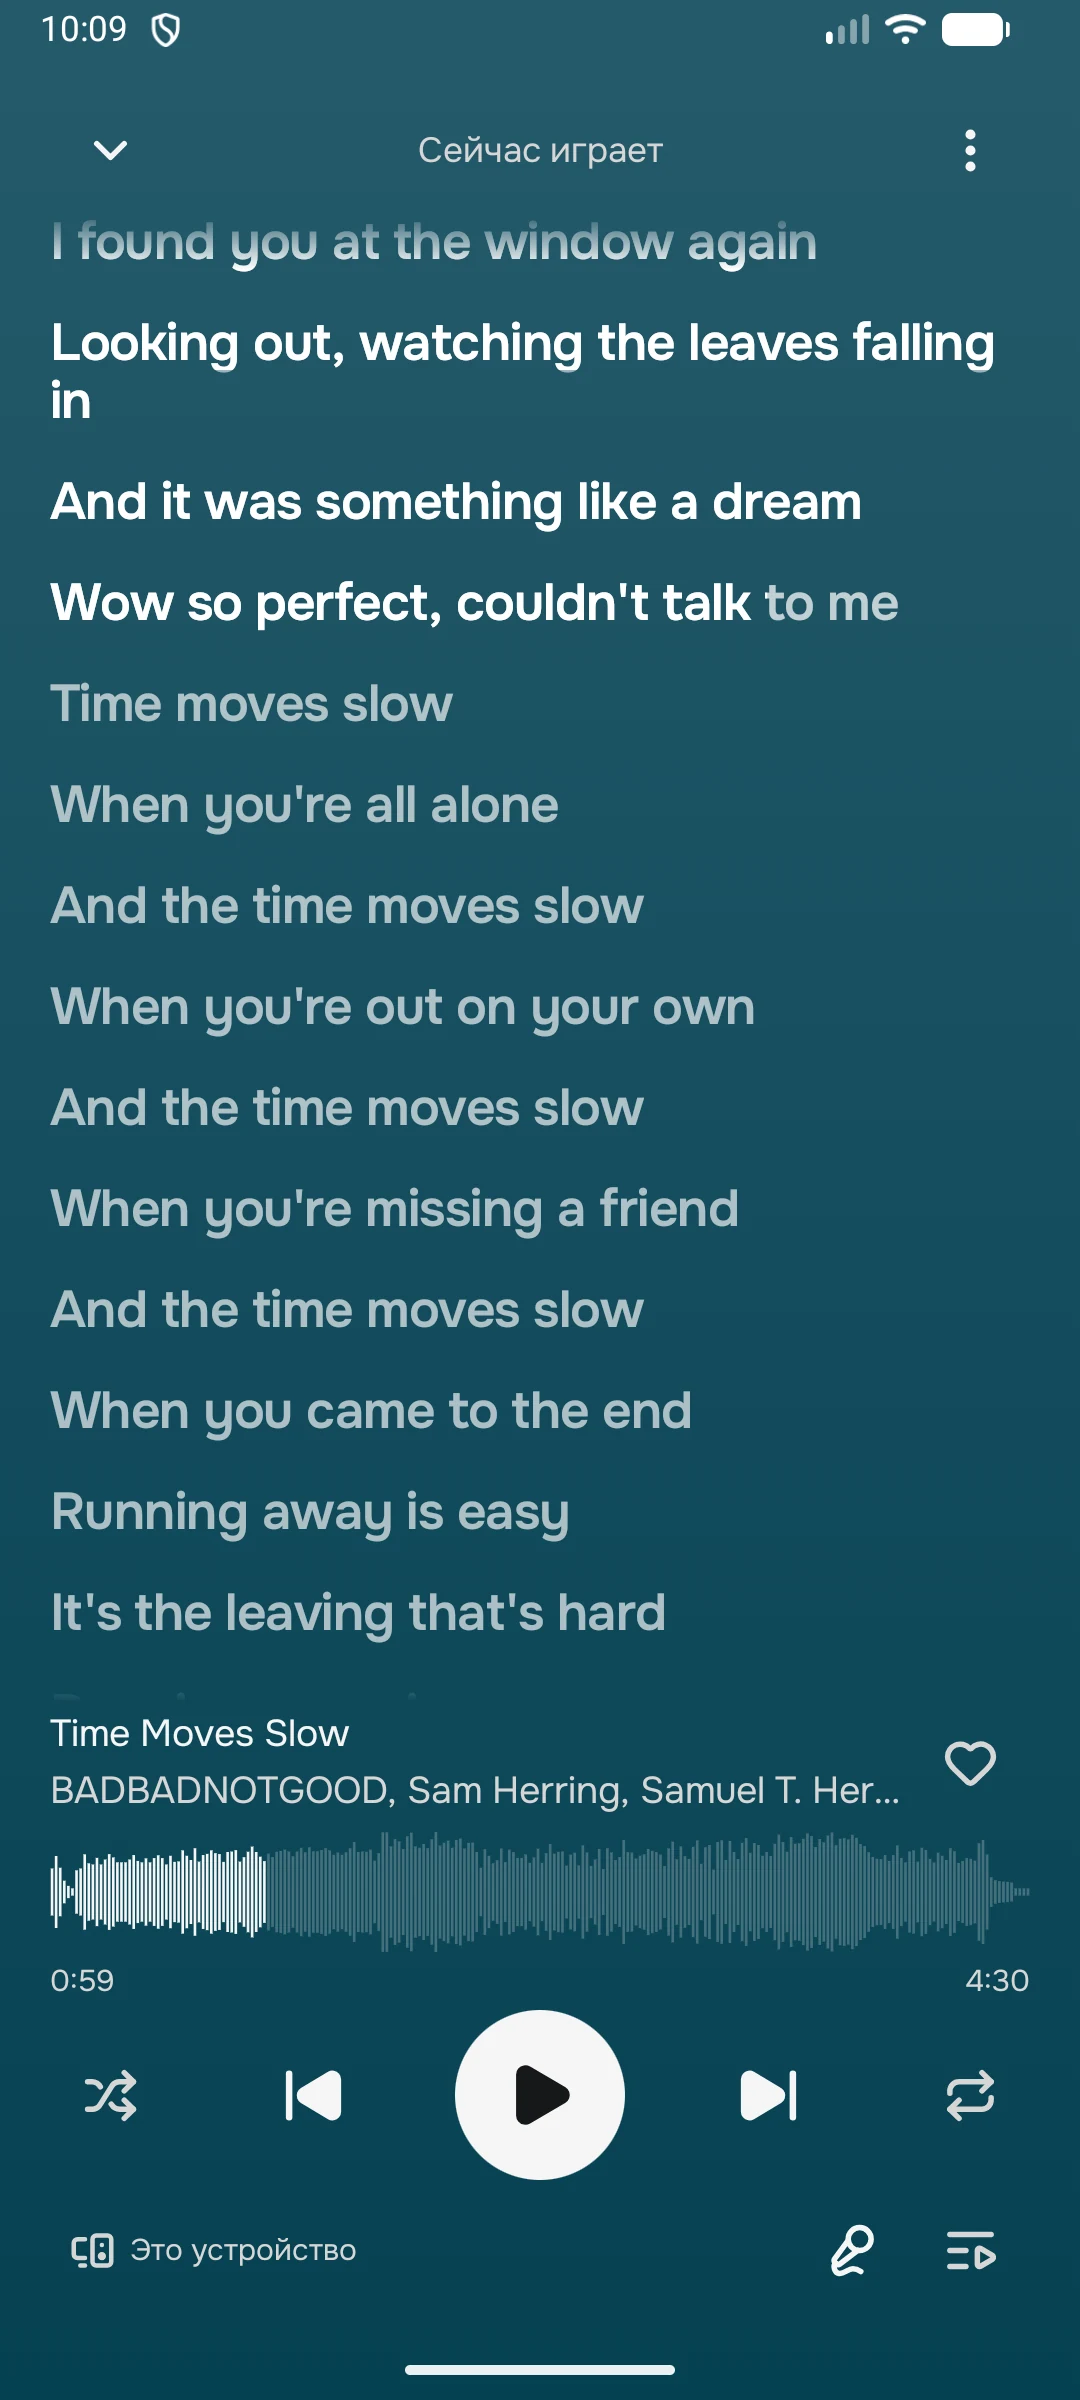 10:09
Сейчас играет
I found you at the window again
Looking out, watching the leaves falling
in
And it was something like a dream
Wow so perfect, couldn't talk to me
Time moves slow
When you're all alone
And the time moves slow
When you're out on your own
And the time moves slow
When you're missing a friend
And the time moves slow
When you came to the end
Running away is easy
It's the leaving that's hard
Time Moves Slow
BADBADNOTGOOD, Sam Herring, Samuel T. Her...
0:59 4:30
Это устройство